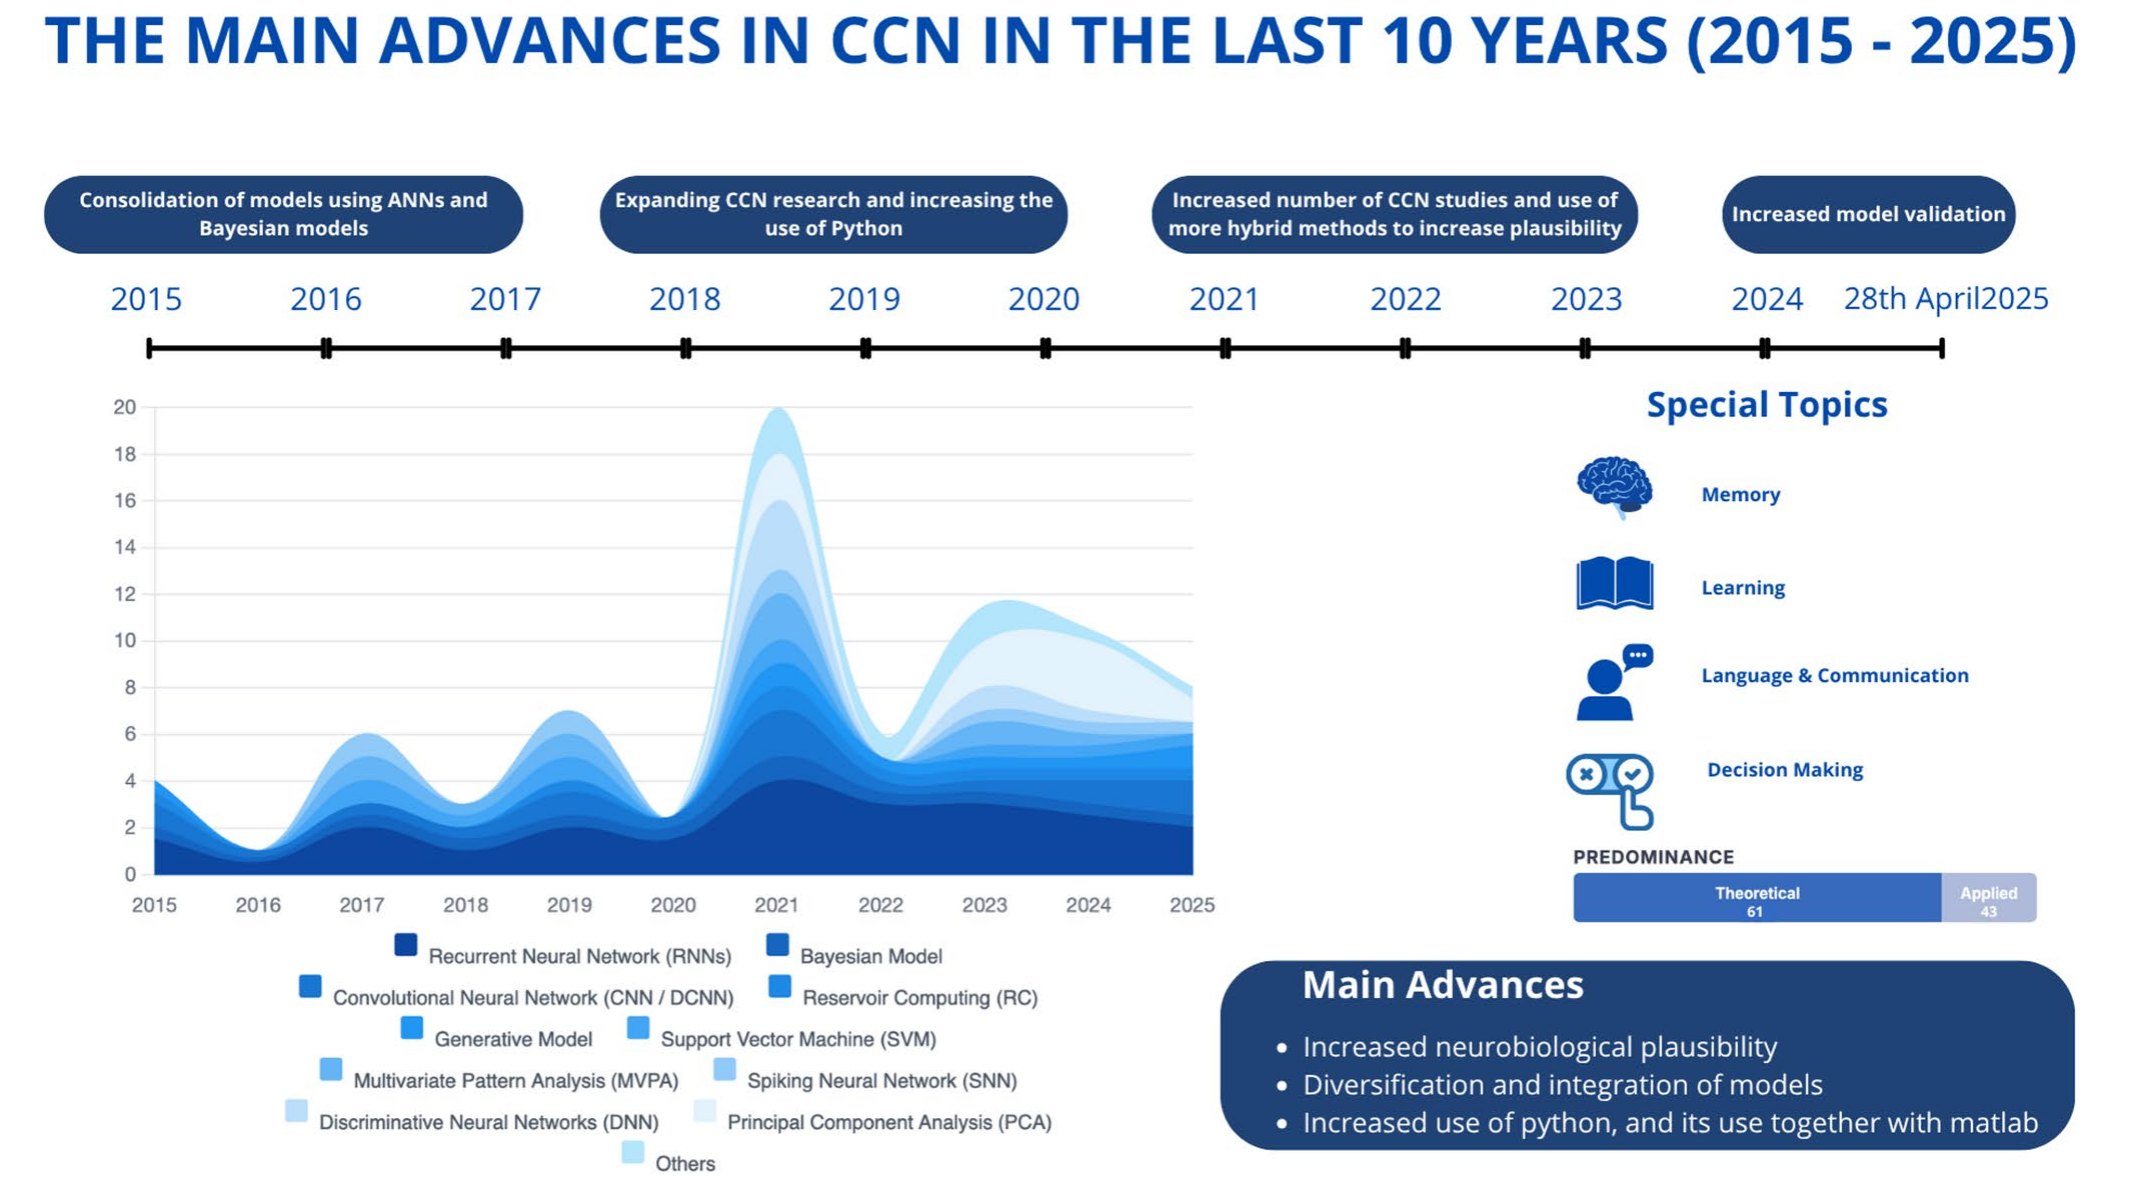 THE MAIN ADVANCES IN CCN IN THE LAST 10 YEARS (2015 - 2025)
Consolidation of models using ANNs and
Bayesian models
Expanding CCN research and increasing the
use of Python
Increased number of CCN studies and use of
more hybrid methods to increase plausibility
Increased model validation
2015 2016 2017 2018 2019 2020 2021 2022 2023 2024 28th April2025
20
18
16
14
12
10
8
6
4
2
0
2015 2016 2017 2018 2019 2020 2021 2022 2023 2024 2025
Recurrent Neural Network (RNNs) Bayesian Model
Convolutional Neural Network (CNN / DCNN) Reservoir Computing (RC)
Generative Model Support Vector Machine (SVM)
Multivariate Pattern Analysis (MVPA) Spiking Neural Network (SNN)
Discriminative Neural Networks (DNN) Principal Component Analysis (PCA)
Others
Special Topics
Memory
Learning
Language & Communication
Decision Making
PREDOMINANCE
Theoretical
61
Applied
43
Main Advances
• Increased neurobiological plausibility
• Diversification and integration of models
• Increased use of python, and its use together with matlab